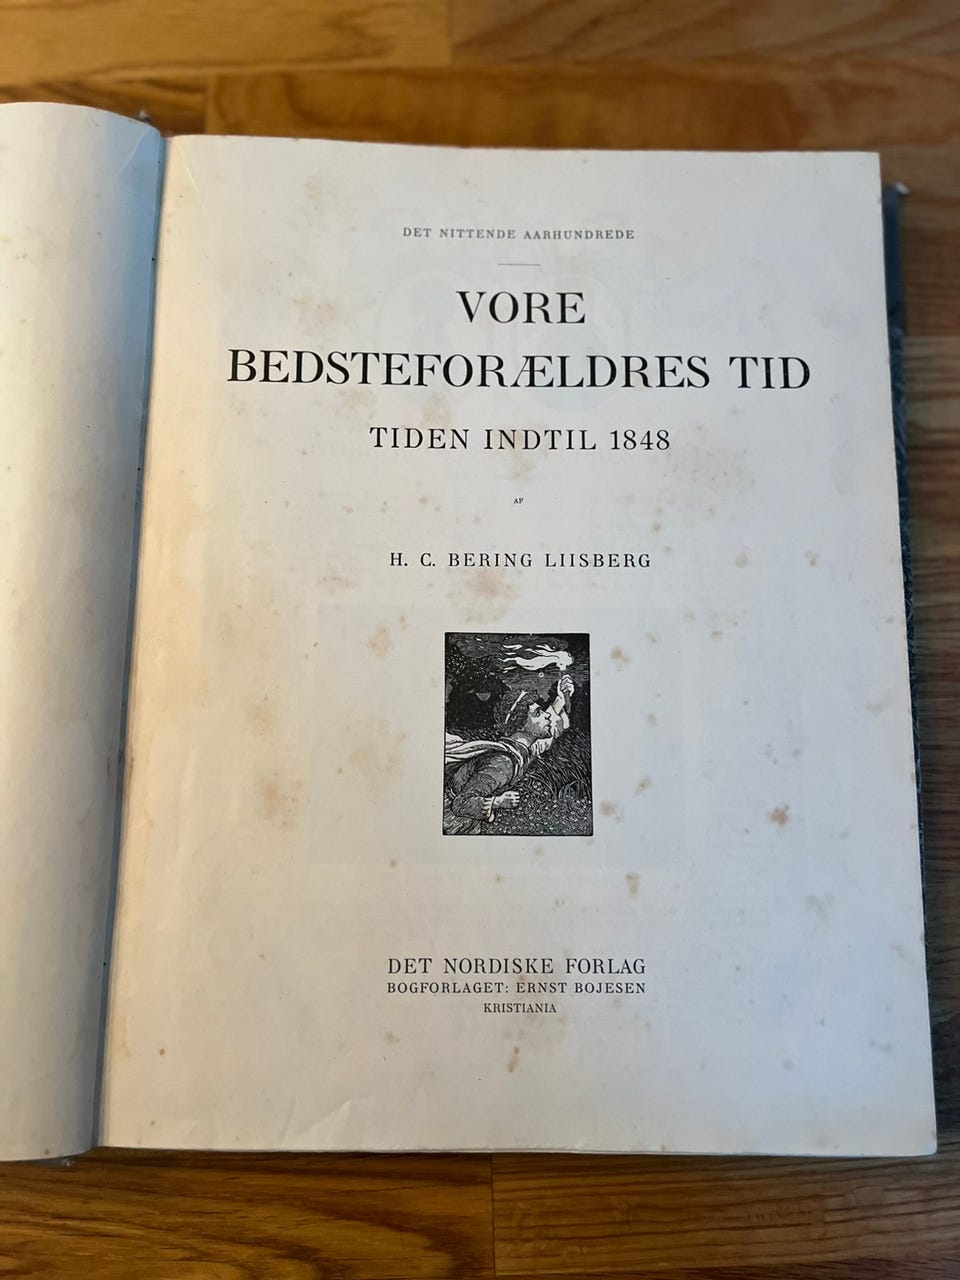 DET NITTENDE AARHUNDREDE
VORE
BEDSTEFORÆLDRES TID
TIDEN INDTIL 1848
AF
H. C. BERING LIISBERG
DET NORDISKE FORLAG
BOGFORLAGET: ERNST BOJESEN
KRISTIANIA